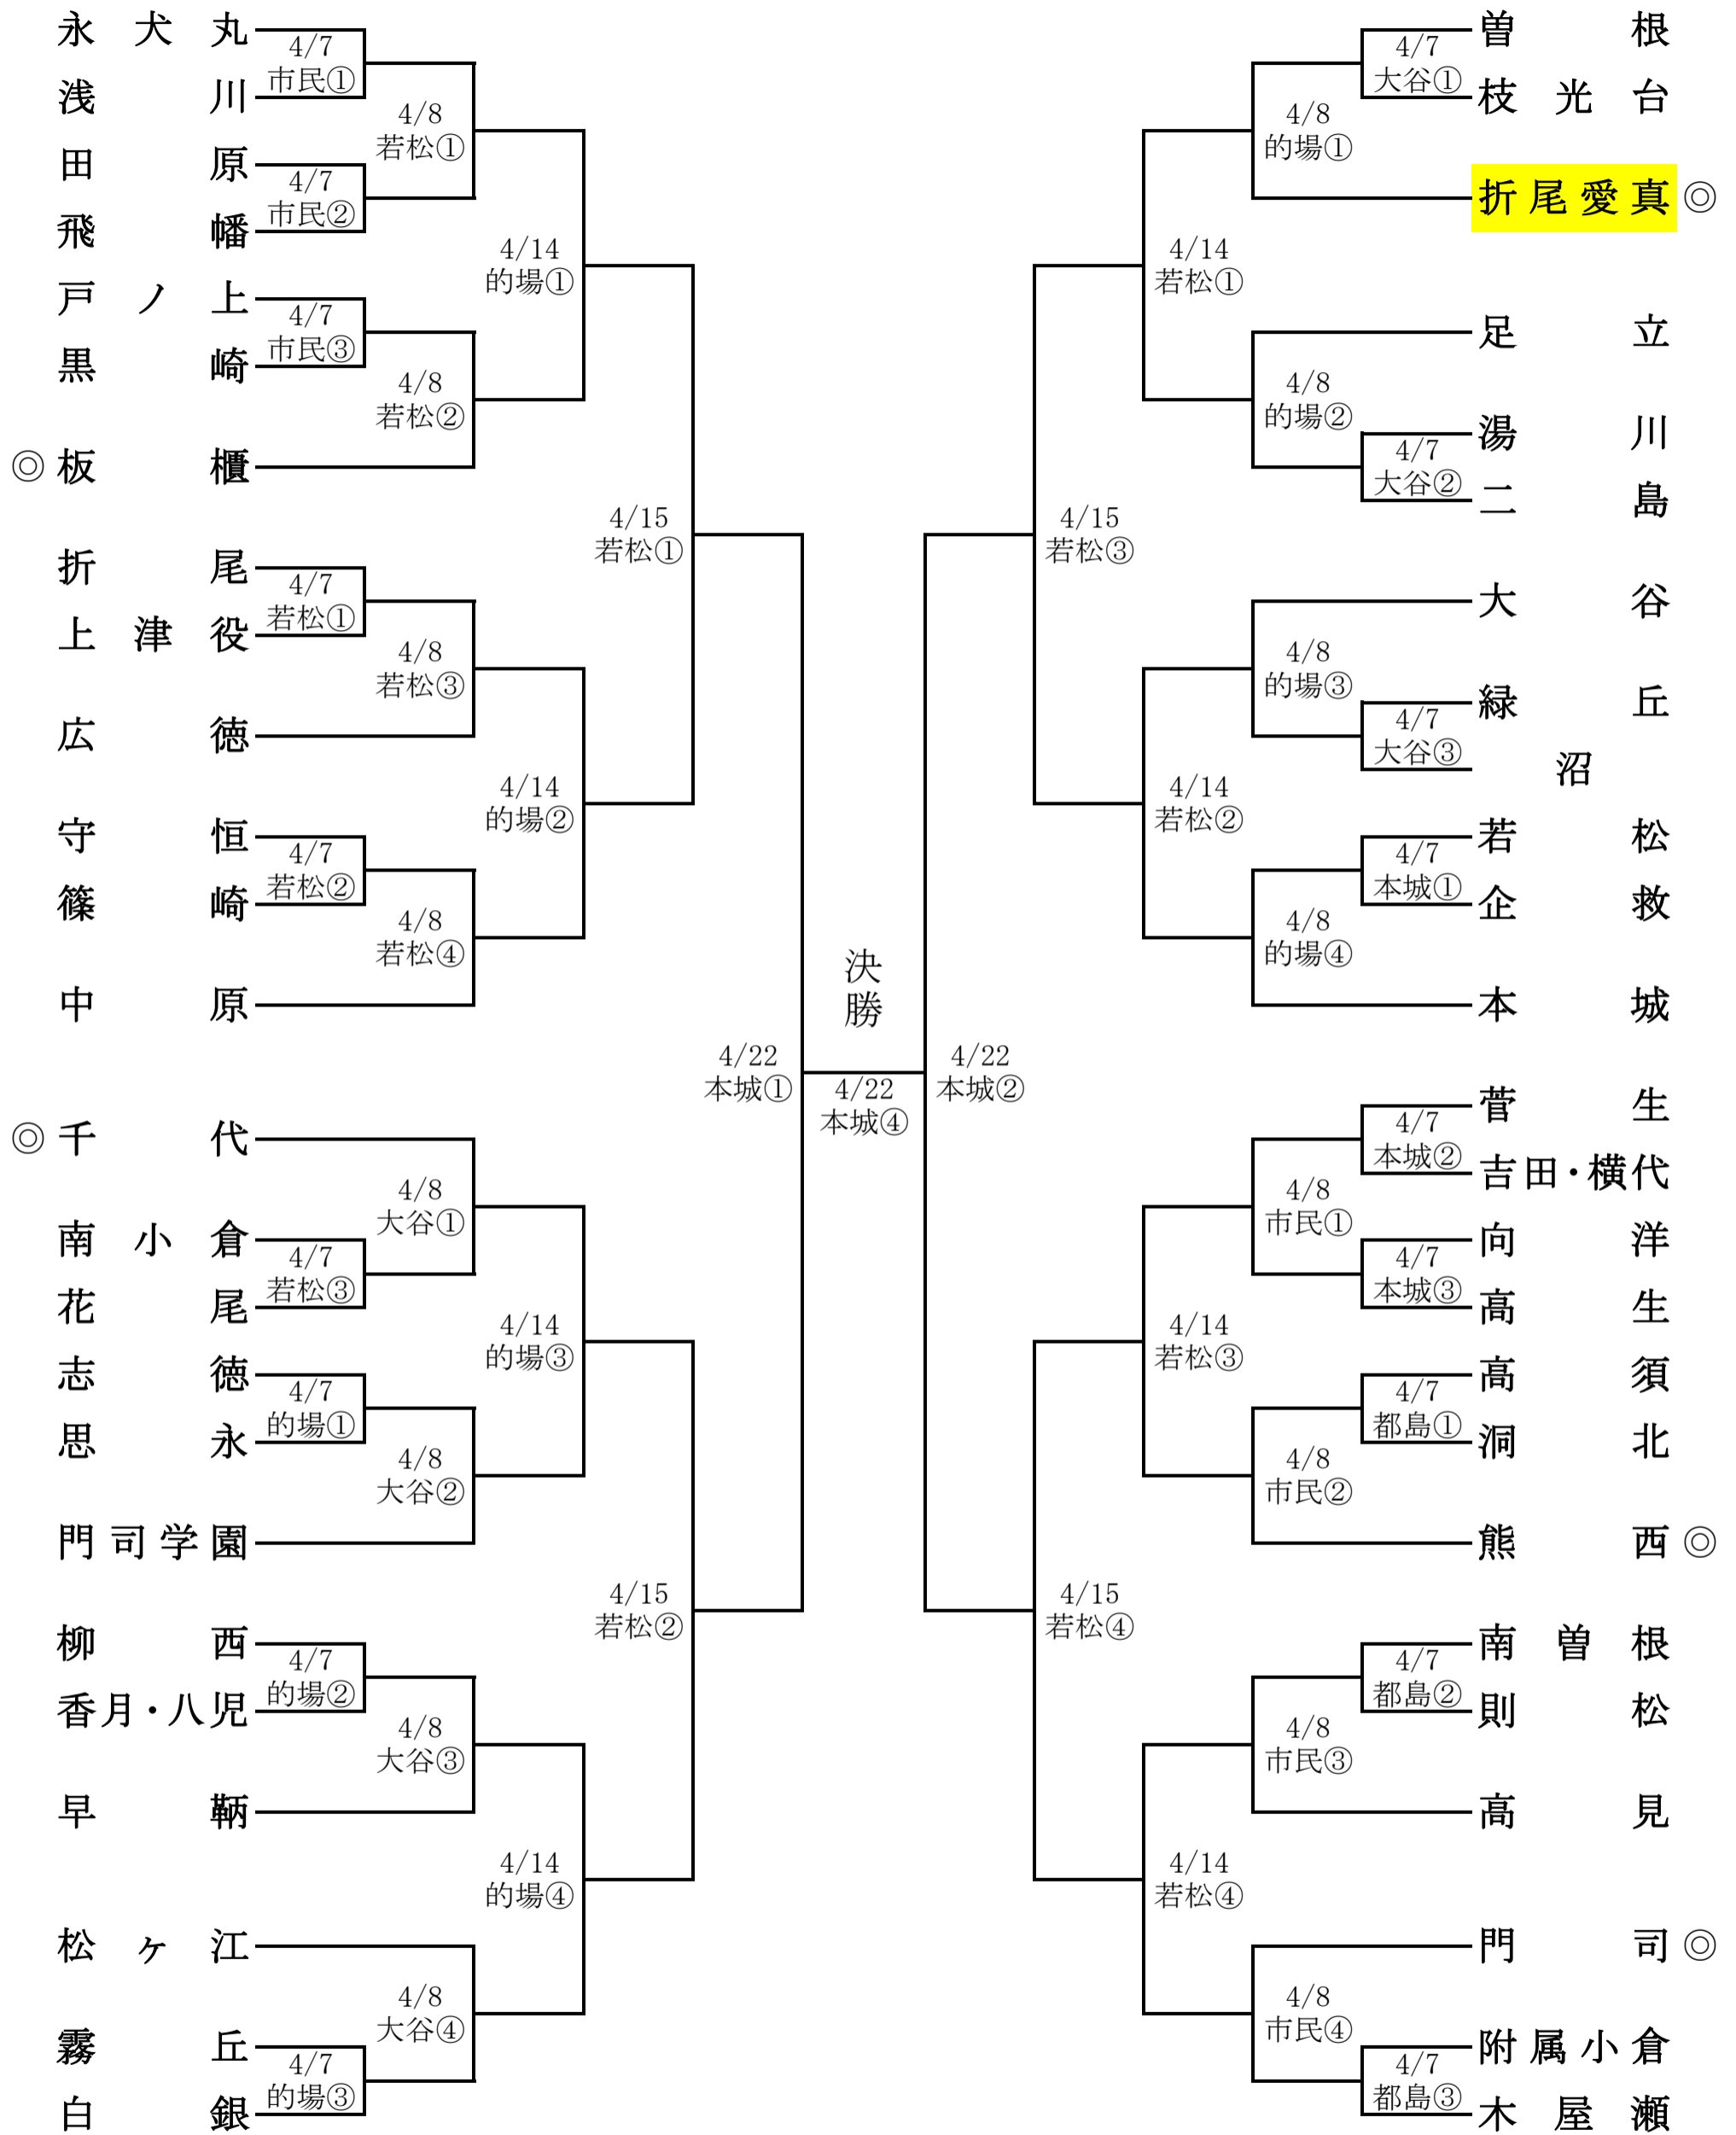 永犬丸
4/7
市民①
浅川
4/8
若松①
田原
4/7
市民②
飛幡
4/14
的場①
戸ノ上
4/7
市民③
黒崎
4/8
若松②
◎板櫃
4/15
若松①
折尾
4/7
若松①
上津役
4/8
若松③
広徳
4/14
的場②
守恒
4/7
若松②
篠崎
4/8
若松④
中原
4/22
本城①
◎千代
4/8
大谷①
南小倉
4/7
若松③
花尾
4/14
的場③
志徳
4/7
的場①
思永
4/8
大谷②
門司学園
4/15
若松②
柳西
4/7
的場②
香月・八児
4/8
大谷③
早鞆
4/14
的場④
松ヶ江
4/8
大谷④
霧丘
4/7
的場③
白銀
決勝
4/22
本城④
曽根
4/7
大谷①
枝光台
4/8
的場①
折尾愛真◎
4/14
若松①
足立
4/8
的場②
湯川
4/7
大谷②
二島
4/15
若松③
大谷
4/8
的場③
緑丘
4/7
大谷③
沼
4/14
若松②
若松
4/7
本城①
企救
4/8
的場④
本城
4/22
本城②
菅生
4/7
本城②
吉田・横代
4/8
市民①
向洋
4/7
本城③
高生
4/14
若松③
高須
4/7
都島①
洞北
4/8
市民②
熊西◎
4/15
若松④
南曽根
4/7
都島②
則松
4/8
市民③
高見
4/14
若松④
門司◎
4/8
市民④
附属小倉
4/7
都島③
木屋瀬